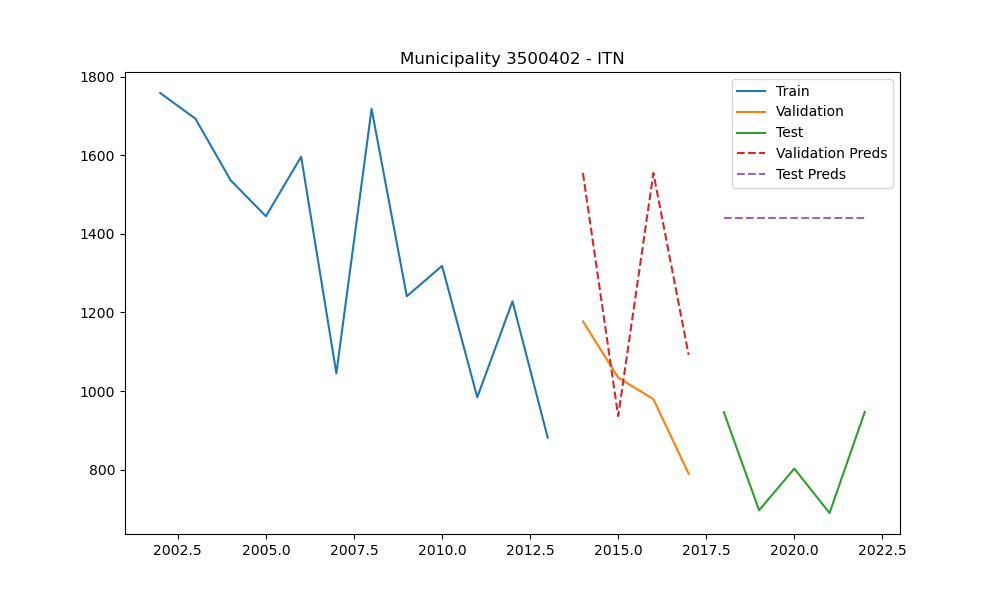 Municipality 3500402 - ITN
1800
1600
1400
1200
1000
800
2002.5 2005.0 2007.5 2010.0 2012.5 2015.0 2017.5 2020.0 2022.5
Train
Validation
Test
Validation Preds
Test Preds